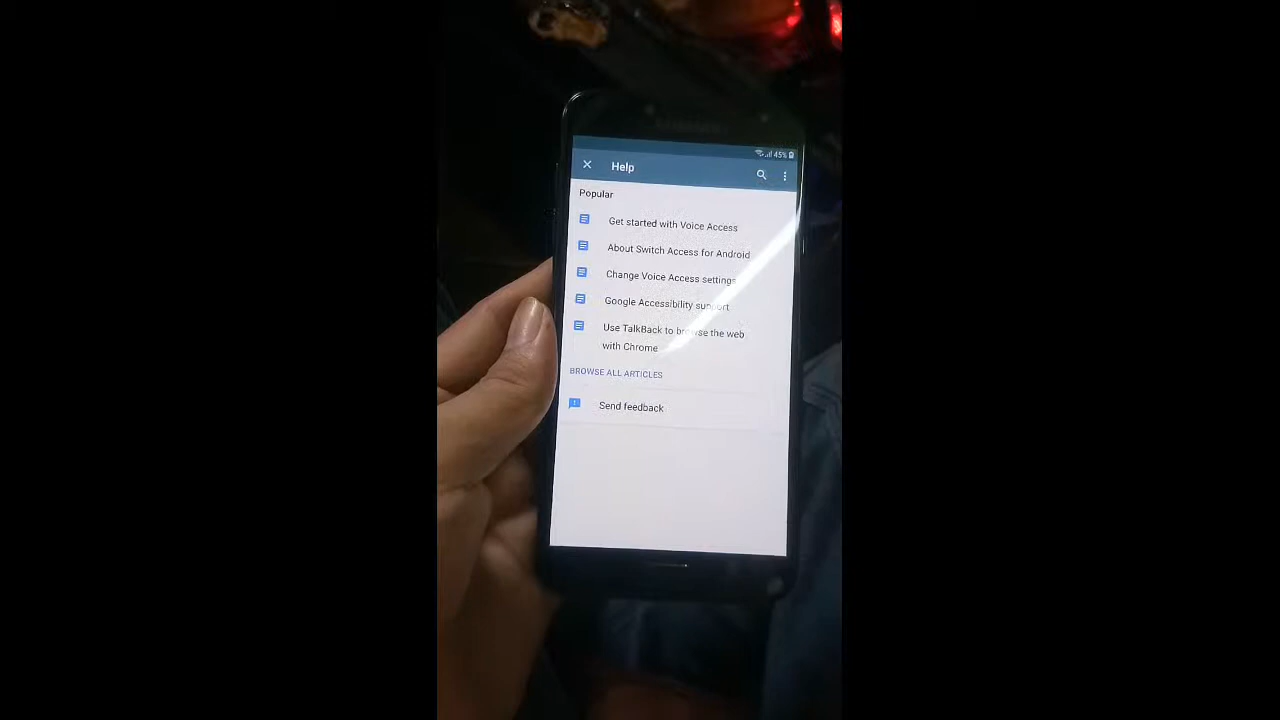 45%
Help
Popular
Get started with Voice Access
About Switch Access for Android
Change Voice Access settings
Google Accessibility support
Use TalkBack to browse the web
with Chrome
BROWSE ALL ARTICLES
Send feedback